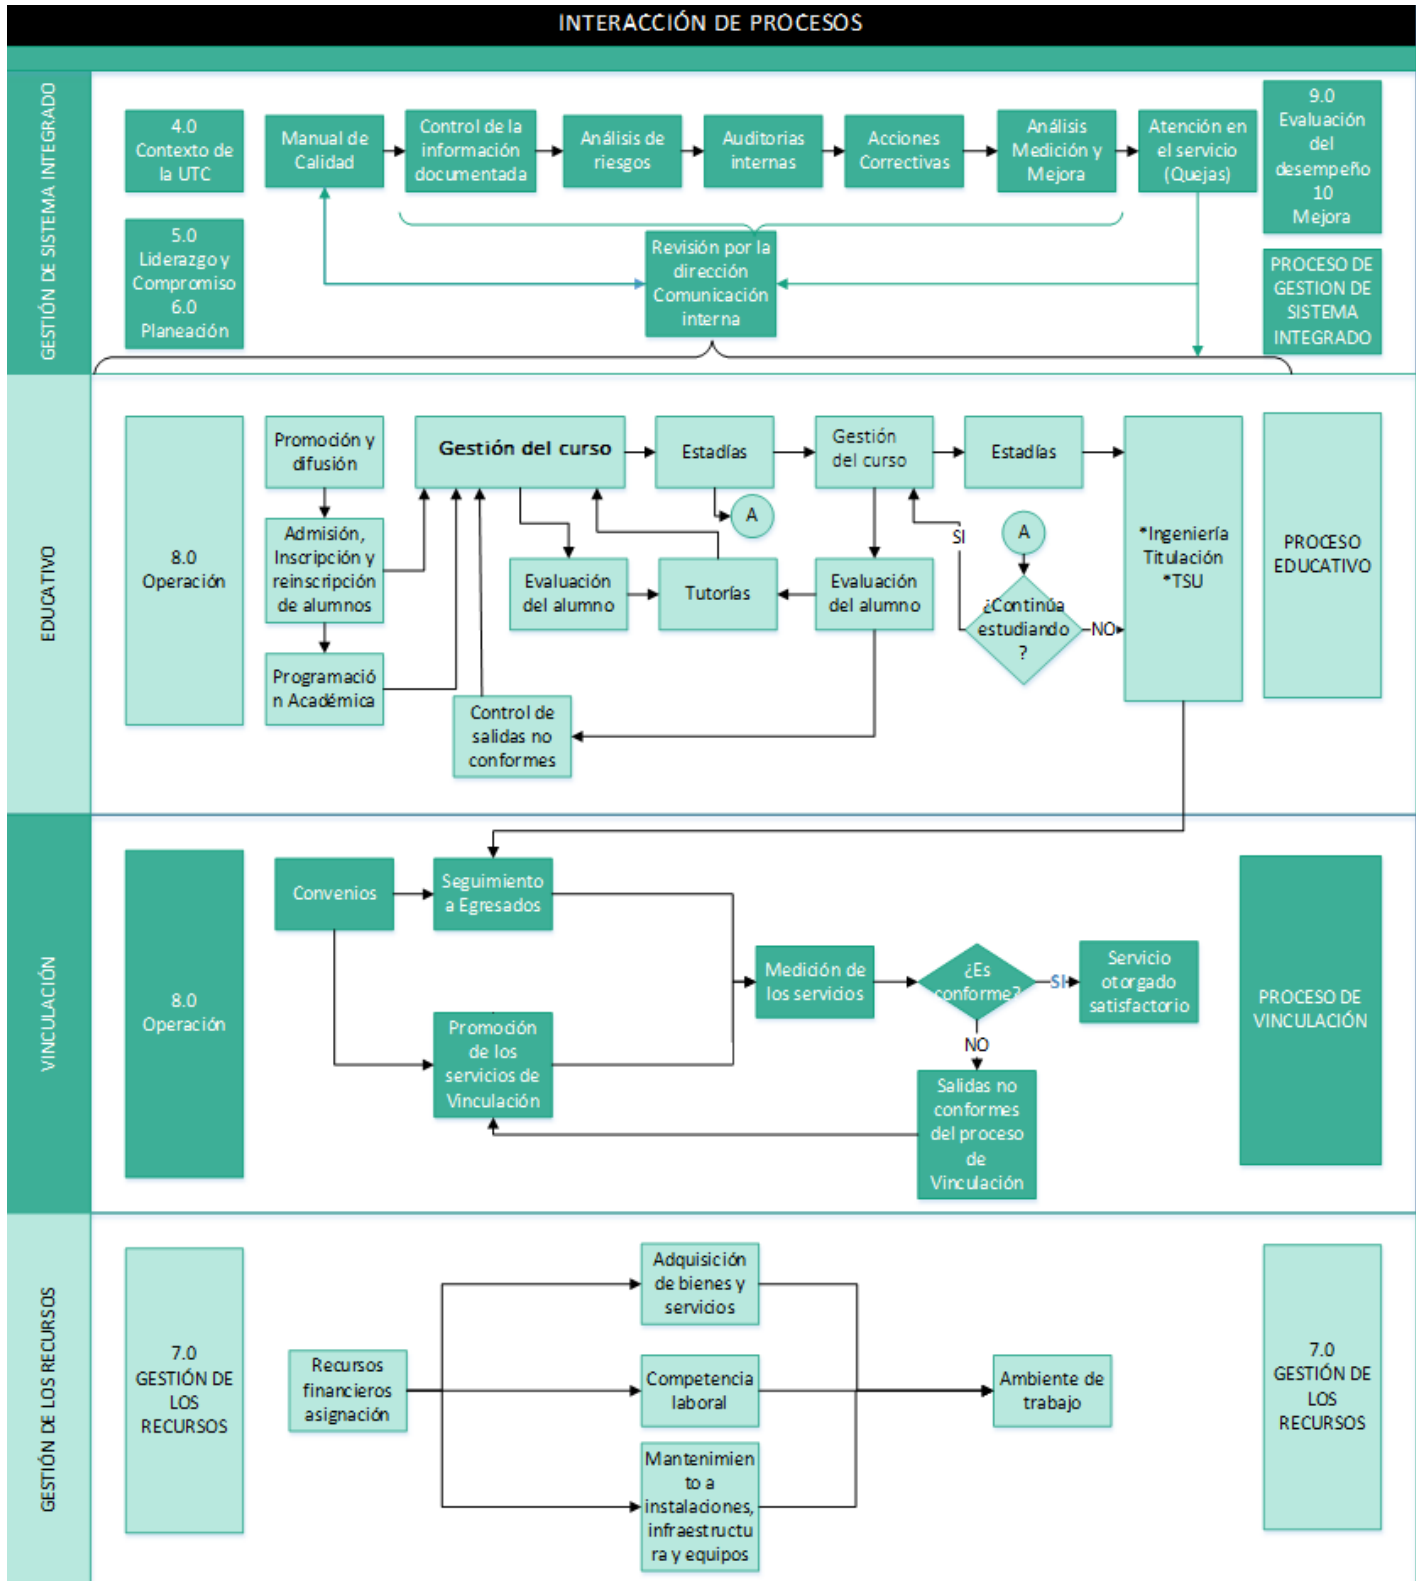 INTERACCIÓN DE PROCESOS
GESTIÓN DE SISTEMA INTEGRADO
4.0
Contexto de
la UTC
5.0
Liderazgo y
Compromiso
6.0
Planeación
Manual de
Calidad
Control de la
información
documentada
Análisis de
riesgos
Auditorias
internas
Acciones
Correctivas
Análisis
Medición y
Mejora
Atención en
el servicio
(Quejas)
9.0
Evaluación
del
desempeño
10
Mejora
Revisión por la
dirección
Comunicación
interna
PROCESO DE
GESTION DE
SISTEMA
INTEGRADO
EDUCATIVO
8.0
Operación
Promoción y
difusión
Admisión,
Inscripción y
reinscripción
de alumnos
Programació
n Académica
Gestión del curso
Estadías
A
Gestión
del curso
Estadías
Evaluación
del alumno
Tutorías
Evaluación
del alumno
SI
A
¿Continúa
estudiando
?
NO
*Ingeniería
Titulación
*TSU
Control de
salidas no
conformes
PROCESO
EDUCATIVO
VINCULACIÓN
8.0
Operación
Convenios
Seguimiento
a Egresados
Promoción
de los
servicios de
Vinculación
Medición de
los servicios
¿Es
conforme?
SI
Servicio
otorgado
satisfactorio
NO
Salidas no
conformes
del proceso
de
Vinculación
PROCESO DE
VINCULACIÓN
GESTIÓN DE LOS RECURSOS
7.0
GESTIÓN DE
LOS
RECURSOS
Recursos
financieros
asignación
Adquisición
de bienes y
servicios
Competencia
laboral
Mantenimie
nto a
instalaciones,
infraestructu
ra y equipos
Ambiente de
trabajo
7.0
GESTIÓN DE
LOS
RECURSOS